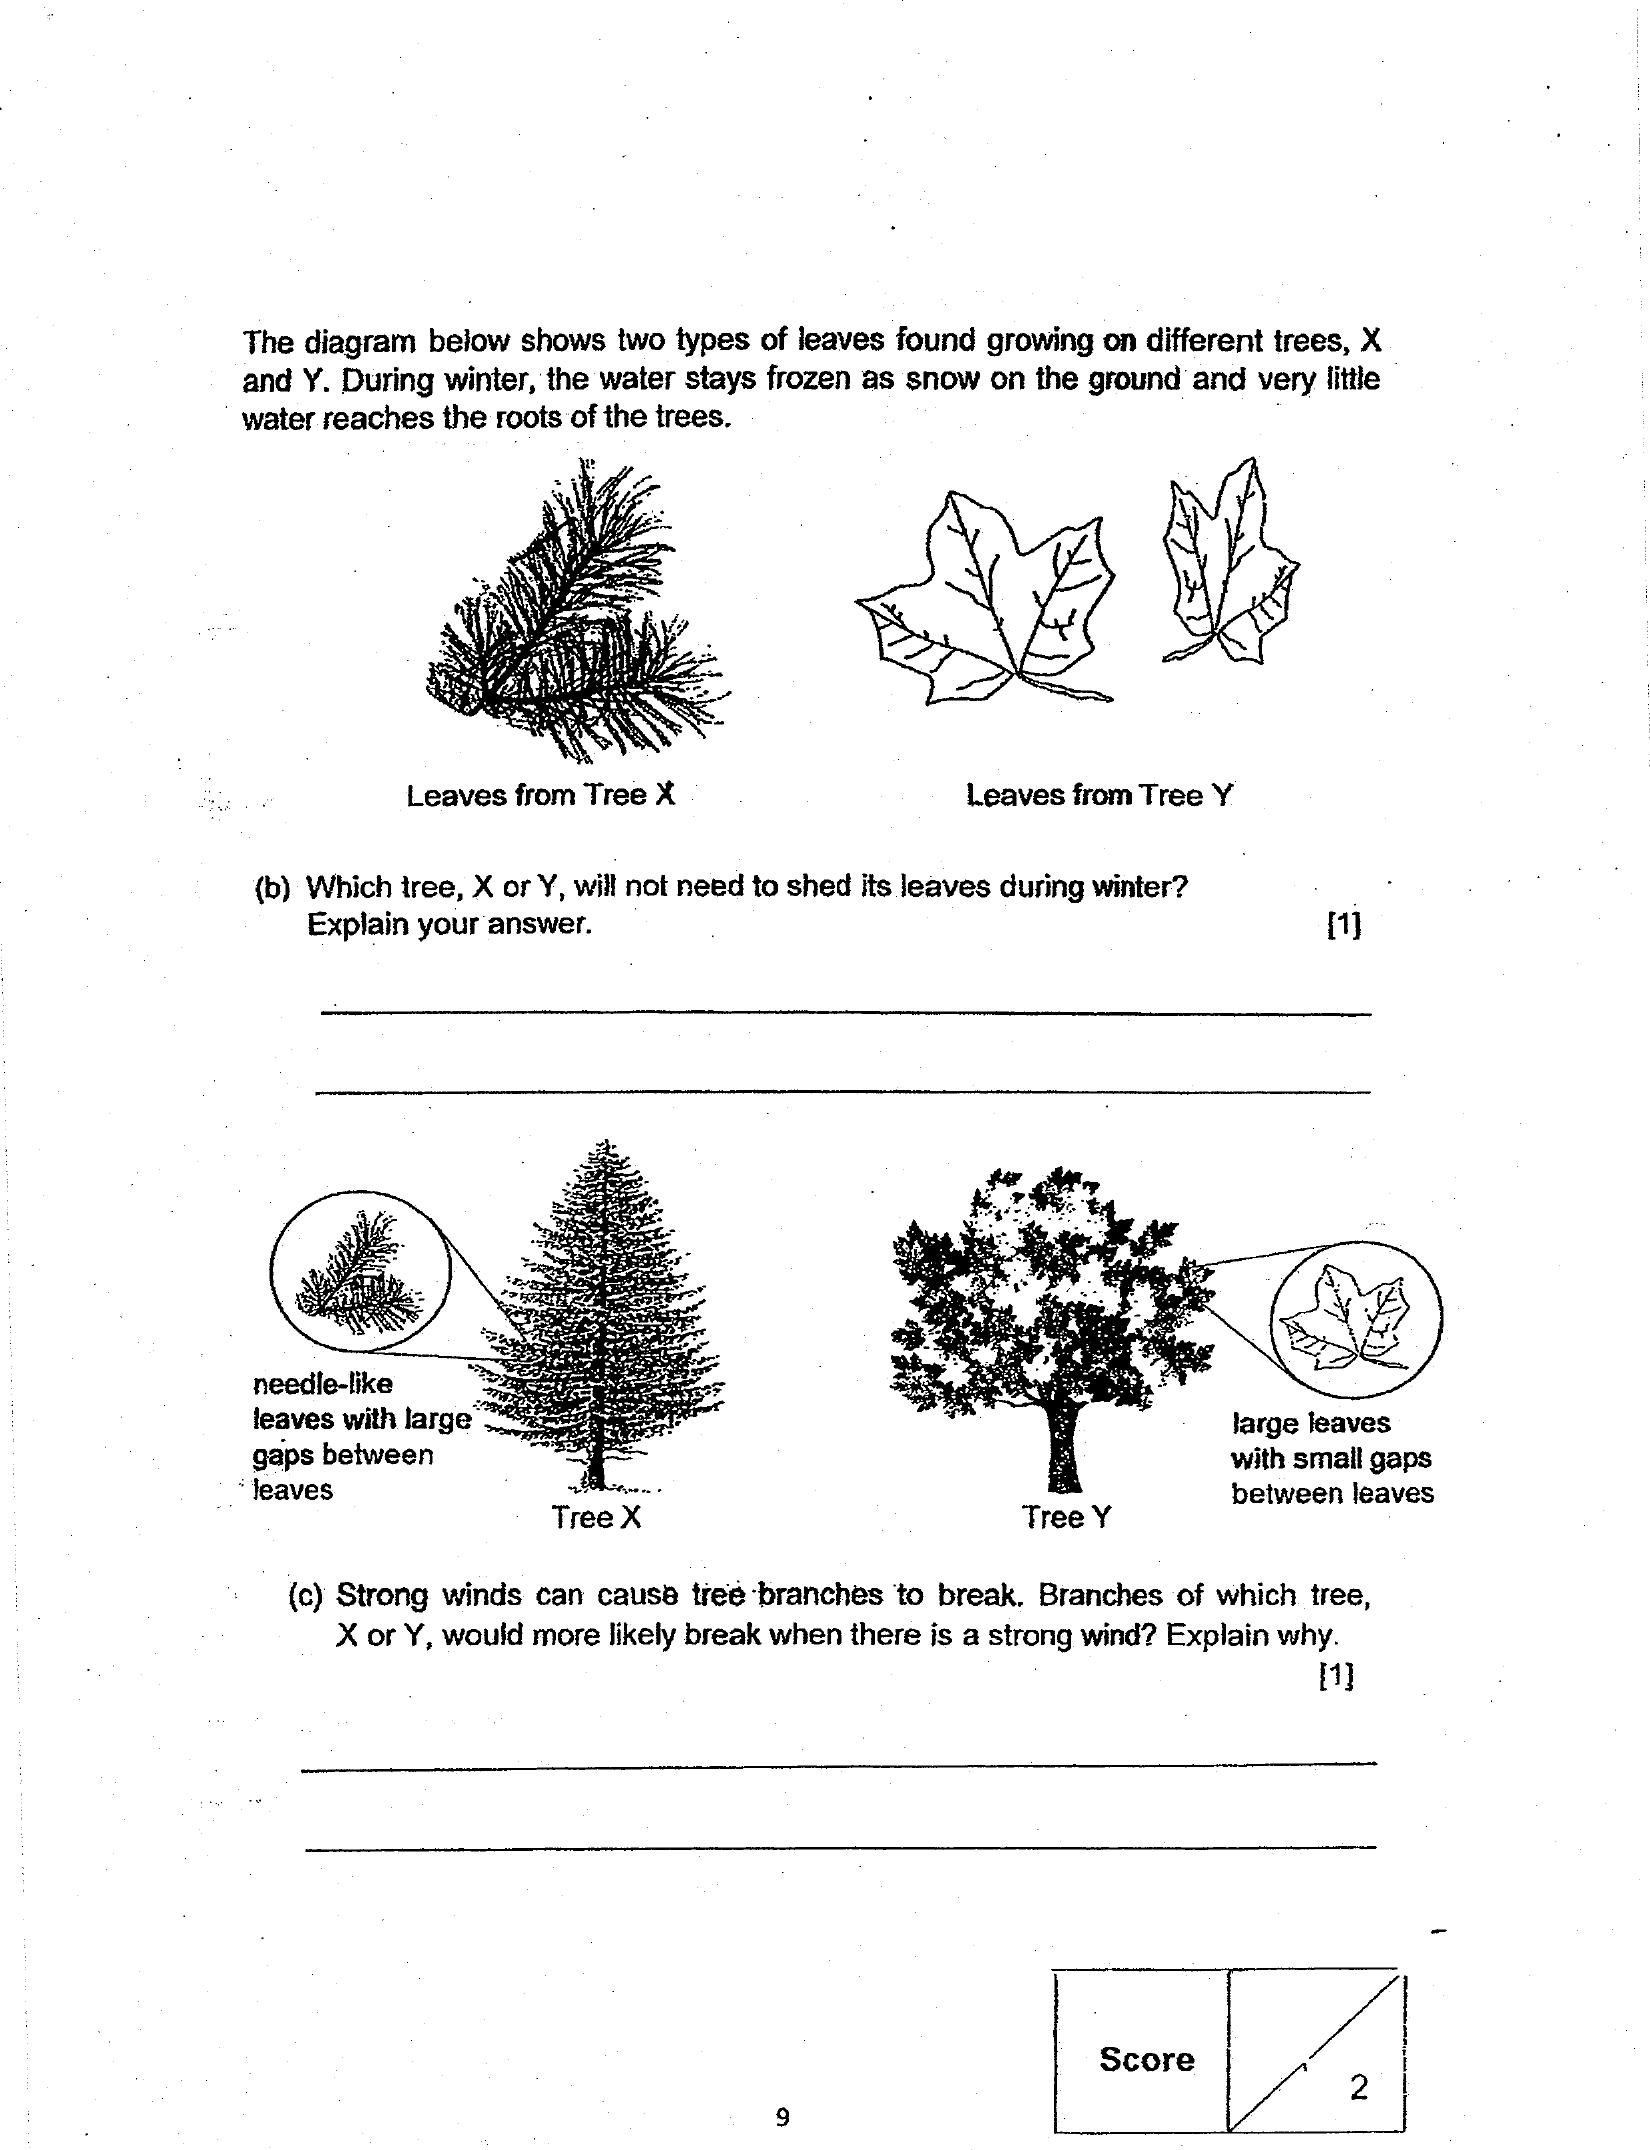 The diagram below shows two types of leaves found growing on different trees, X
and Y. During winter, the water stays frozen as snow on the ground and very little
water reaches the roots of the trees.
Leaves from Tree X
Leaves from Tree Y
(b) Which tree, X or Y, will not need to shed its leaves during winter?
Explain your answer.
[1]
needle-like
leaves with large
gaps between
leaves
Tree X
Tree Y
large leaves
with small gaps
between leaves
(c) Strong winds can cause tree branches to break. Branches of which tree,
X or Y, would more likely break when there is a strong wind? Explain why.
[1]
Score
2
9